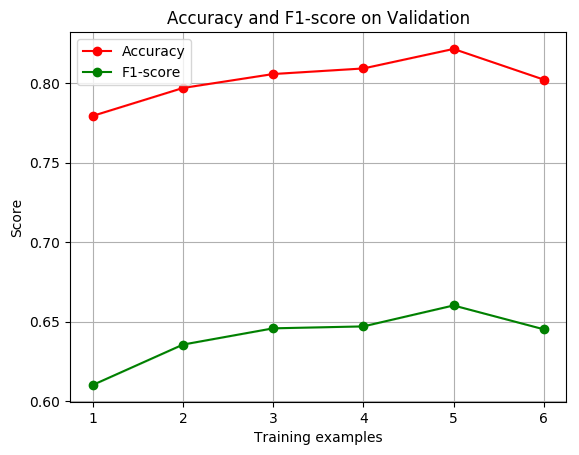 Accuracy and F1-score on Validation
Accuracy
F1-score
0.80
0.75
0.70
0.65
0.60
Score
1 2 3 4 5 6
Training examples